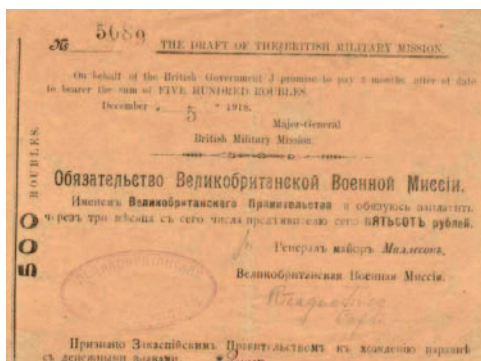 № 5689 THE DRAFT OF THE BRITISH MILITARY MISSION.
On behalf of the British Government J promise to pay 3 months after of date
to bearer the sum of FIVE HUNDRED ROUBLES.
December 5 1918.
Major-General
British Military Mission
500 ROUBLES.
Обязательство Великобританской Военной Миссіи.
Именемъ Великобританскаго Правительства я обязуюсь заплатить
черезъ три мѣсяца съ сего числа предъявителю сего ПЯТЬСОТЪ рублей.
Генералъ маіоръ Маллесонъ,
Великобританская Военная Миссія.
ВЕЛИКОБРИТАНСКАЯ
Признано Закаспійскимъ Правительствомъ къ хожденію наравнѣ
съ денежными знаками